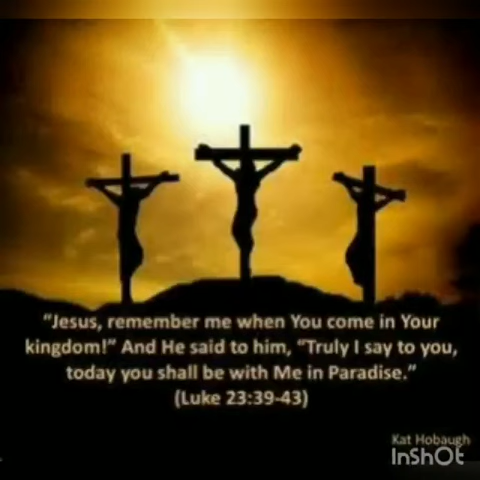 “Jesus, remember me when You come in Your
kingdom!” And He said to him, “Truly I say to you,
today you shall be with Me in Paradise.”
(Luke 23:39-43)
Kat Hobaugh
InShOt